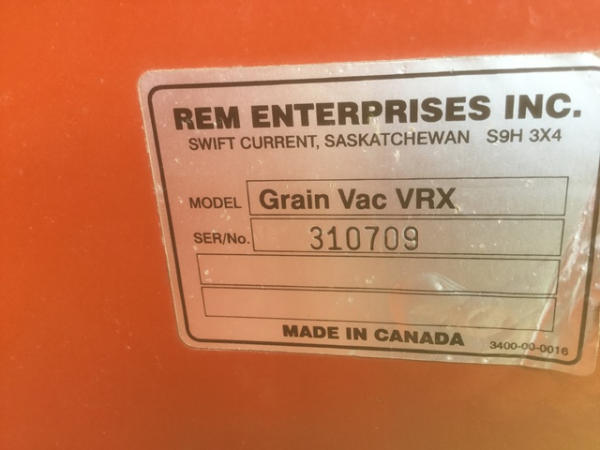 REM ENTERPRISES INC.
SWIFT CURRENT, SASKATCHEWAN S9H 3X4
MODEL Grain Vac VRX
SER/No. 310709
MADE IN CANADA
3400-00-0016